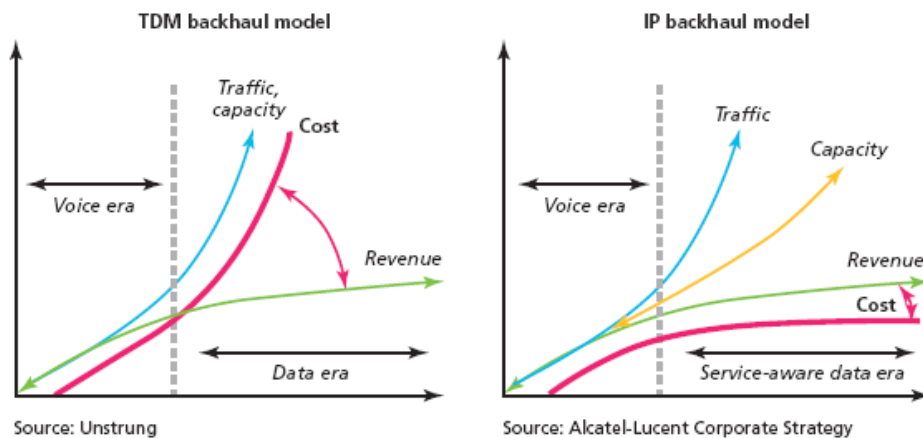 TDM backhaul model
Traffic,
capacity
Cost
Voice era
Revenue
Data era
Source: Unstrung
IP backhaul model
Traffic
Capacity
Voice era
Revenue
Cost
Service-aware data era
Source: Alcatel-Lucent Corporate Strategy